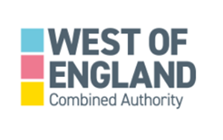 WEST OF
ENGLAND
Combined Authority